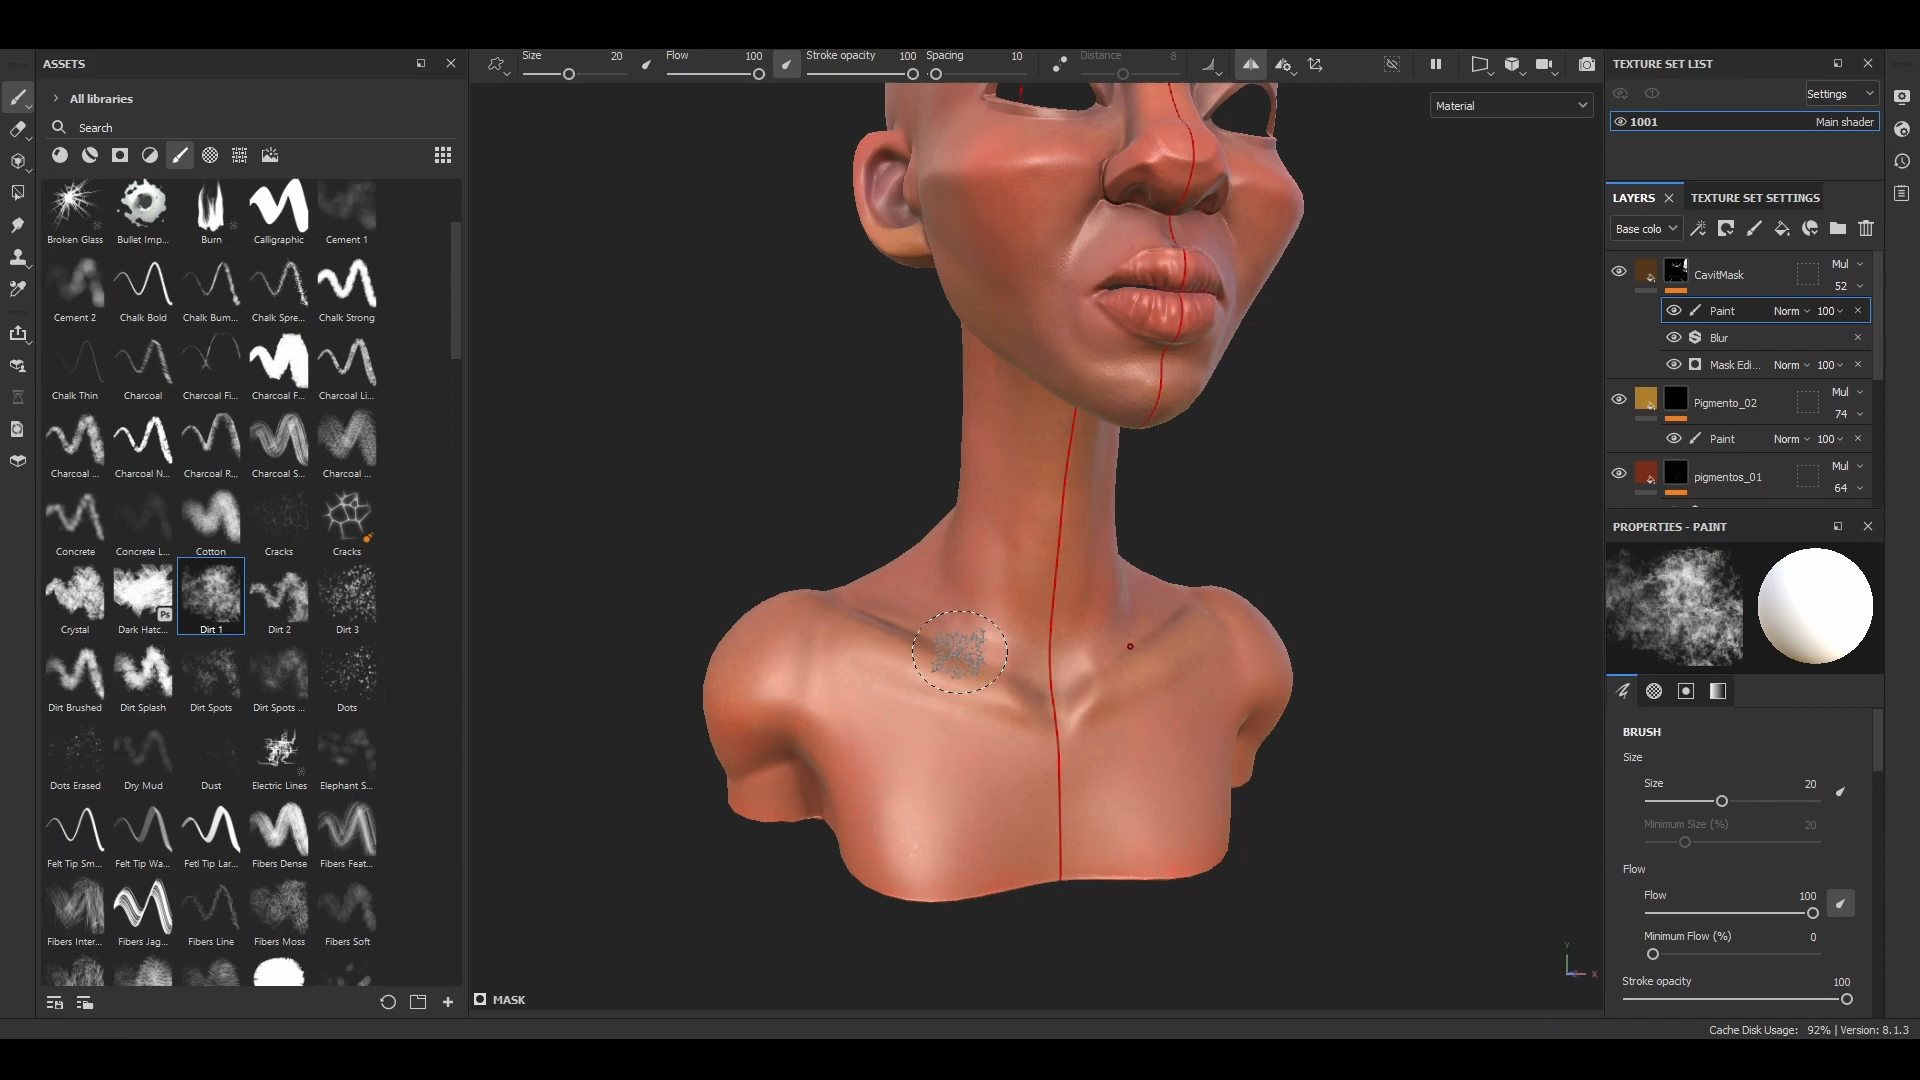 ASSETS
All libraries
Search
Broken Glass Bullet Imp... Burn Calligraphic Cement 1
Cement 2 Chalk Bold Chalk Bum... Chalk Spre... Chalk Strong
Chalk Thin Charcoal Charcoal Fi... Charcoal F... Charcoal Li...
Charcoal ... Charcoal N... Charcoal R... Charcoal S... Charcoal ...
Concrete Concrete L... Cotton Cracks Cracks
Ps
Crystal Dark Hatc... Dirt 1 Dirt 2 Dirt 3
Dirt Brushed Dirt Splash Dirt Spots Dirt Spots ... Dots
Dots Erased Dry Mud Dust Electric Lines Elephant S...
Felt Tip Sm... Felt Tip Wa... Fetl Tip Lar... Fibers Dense Fibers Feat...
Fibers Inter... Fibers Jag... Fibers Line Fibers Moss Fibers Soft
Size 20 Flow 100 Stroke opacity 100 Spacing 10 Distance 8
Material
Y
X
MASK
TEXTURE SET LIST
Settings
1001 Main shader
LAYERS TEXTURE SET SETTINGS
Base colo
CavitMask Mul 52
Paint Norm 100
Blur
Mask Edi... Norm 100
Pigmento_02 Mul 74
Paint Norm 100
pigmentos_01 Mul 64
PROPERTIES - PAINT
BRUSH
Size
Size 20
Minimum Size (%) 20
Flow
Flow 100
Minimum Flow (%) 0
Stroke opacity 100
Cache Disk Usage: 92% | Version: 8.1.3